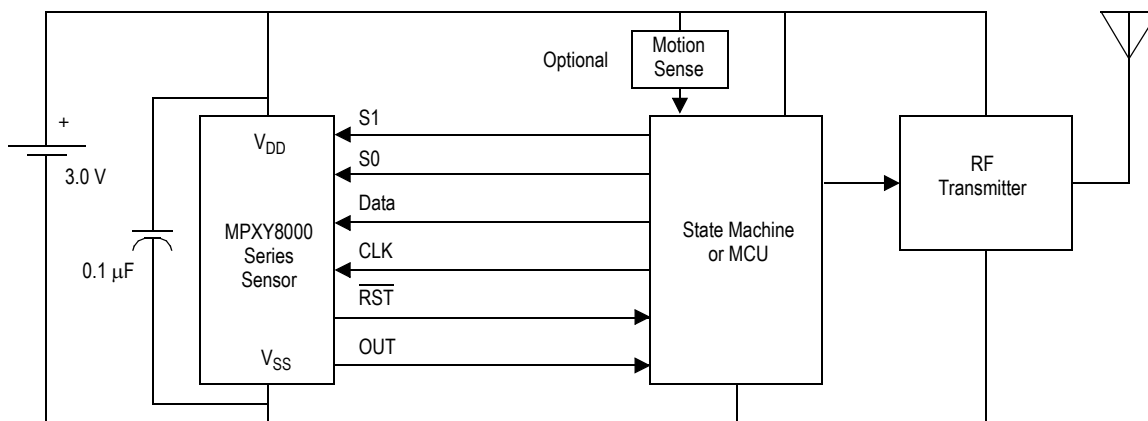 Optional
Motion
Sense
+
3.0 V
0.1 μF
V_DD
MPXY8000
Series
Sensor
V_SS
S1
S0
Data
CLK
R̅S̅T̅
OUT
State Machine
or MCU
RF
Transmitter